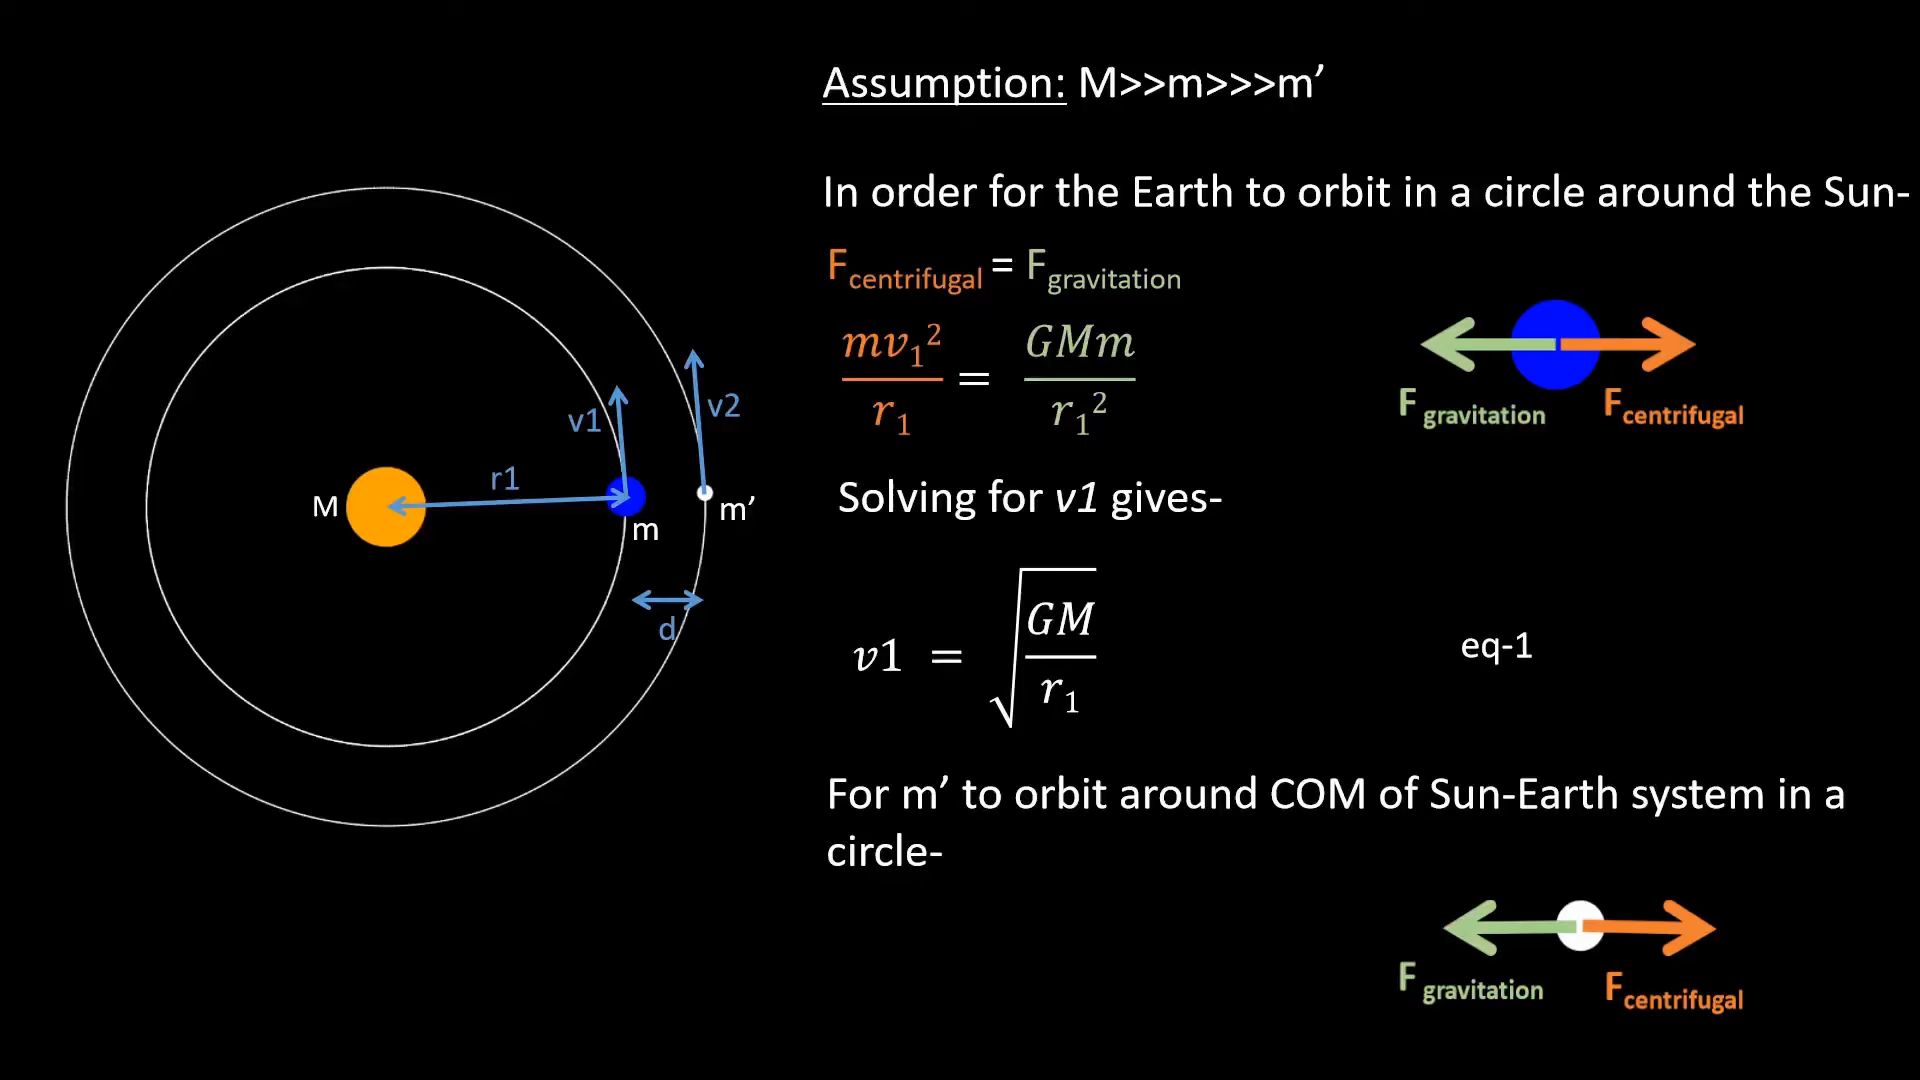 Assumption: M>>m>>>m’
In order for the Earth to orbit in a circle around the Sun-
F centrifugal = F gravitation
mv₁²/r₁ = GMm/r₁²
F gravitation F centrifugal
v1
v2
r1
M
m
m’
d
Solving for v1 gives-
v1 = √(GM/r₁)
eq-1
For m’ to orbit around COM of Sun-Earth system in a
circle-
F gravitation F centrifugal